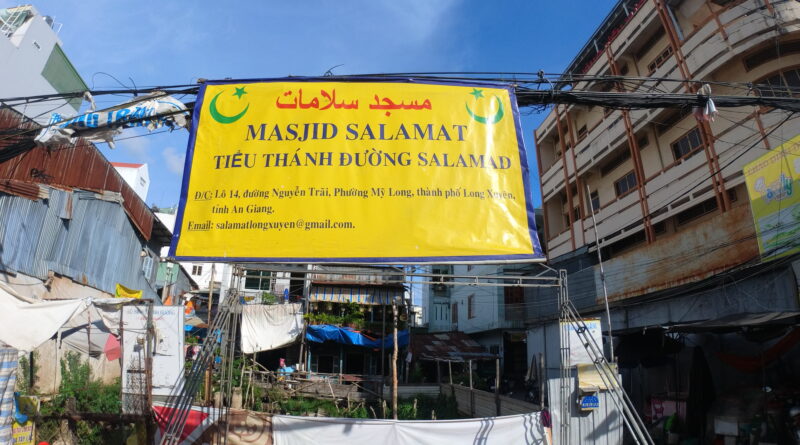 مسجد سلامات
MASJID SALAMAT
TIỂU THÁNH ĐƯỜNG SALAMAD
Đ/C: Lô 14, đường Nguyễn Trãi, Phường Mỹ Long, thành phố Long Xuyên,
tỉnh An Giang.
Email: salamatlongxuyen@gmail.com.